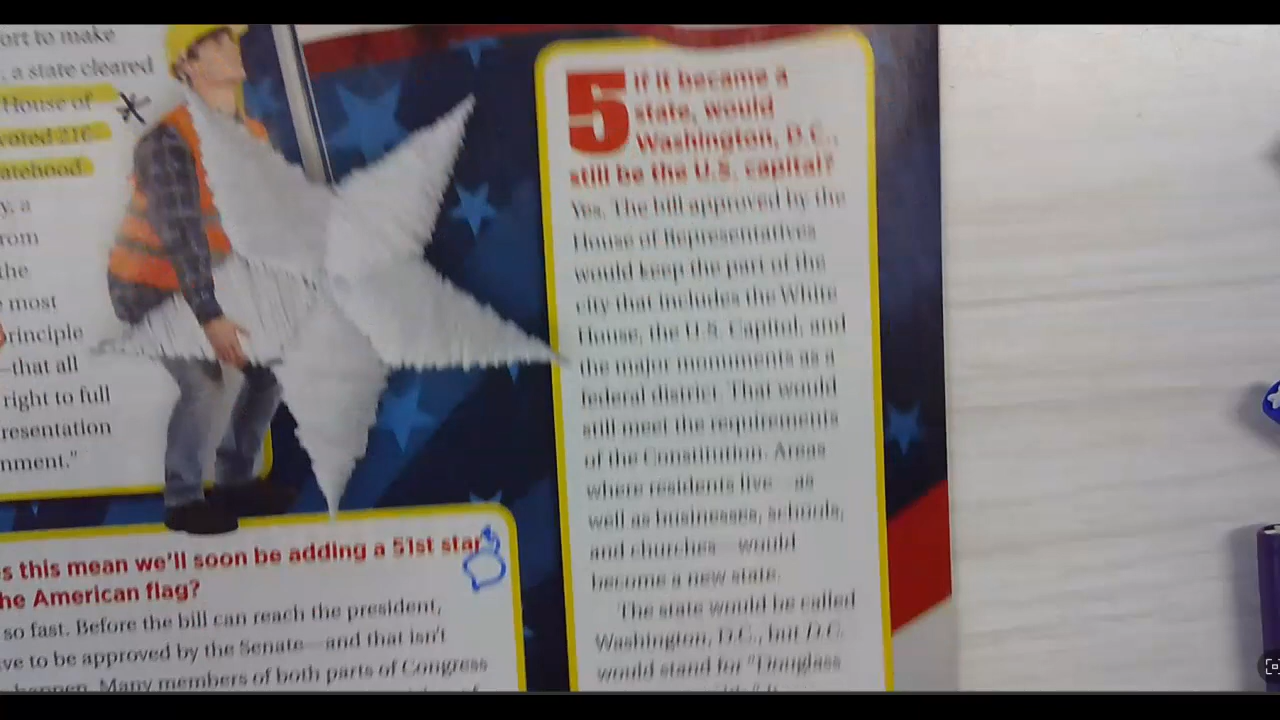 ort to make
, a state cleared
House of
voted 216
atehood.
y, a
rom
the
most
rinciple
—that all
right to full
resentation
nment."
s this mean we'll soon be adding a 51st star
he American flag?
so fast. Before the bill can reach the president,
ve to be approved by the Senate—and that isn't
happen. Many members of both parts of Congress
5 If it became a
state, would
Washington, D.C.,
still be the U.S. capital?
Yes. The bill approved by the
House of Representatives
would keep the part of the
city that includes the White
House, the U.S. Capitol, and
the major monuments as a
federal district. That would
still meet the requirements
of the Constitution. Areas
where residents live—as
well as businesses, schools,
and churches—would
become a new state.
The state would be called
Washington, D.C., but D.C.
would stand for "Douglass